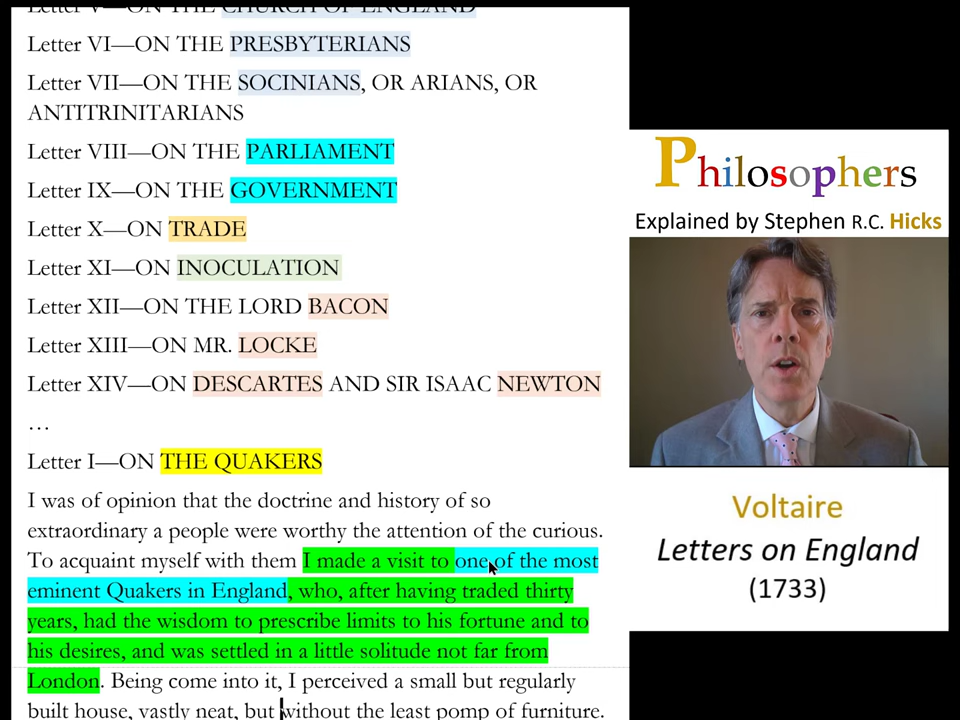 Letter V—ON THE CHURCH OF ENGLAND
Letter VI—ON THE PRESBYTERIANS
Letter VII—ON THE SOCINIANS, OR ARIANS, OR
ANTITRINITARIANS
Letter VIII—ON THE PARLIAMENT
Letter IX—ON THE GOVERNMENT
Letter X—ON TRADE
Letter XI—ON INOCULATION
Letter XII—ON THE LORD BACON
Letter XIII—ON MR. LOCKE
Letter XIV—ON DESCARTES AND SIR ISAAC NEWTON
…
Letter I—ON THE QUAKERS
I was of opinion that the doctrine and history of so
extraordinary a people were worthy the attention of the curious.
To acquaint myself with them I made a visit to one of the most
eminent Quakers in England, who, after having traded thirty
years, had the wisdom to prescribe limits to his fortune and to
his desires, and was settled in a little solitude not far from
London. Being come into it, I perceived a small but regularly
built house, vastly neat, but without the least pomp of furniture.
Philosophers
Explained by Stephen R.C. Hicks
Voltaire
Letters on England
(1733)